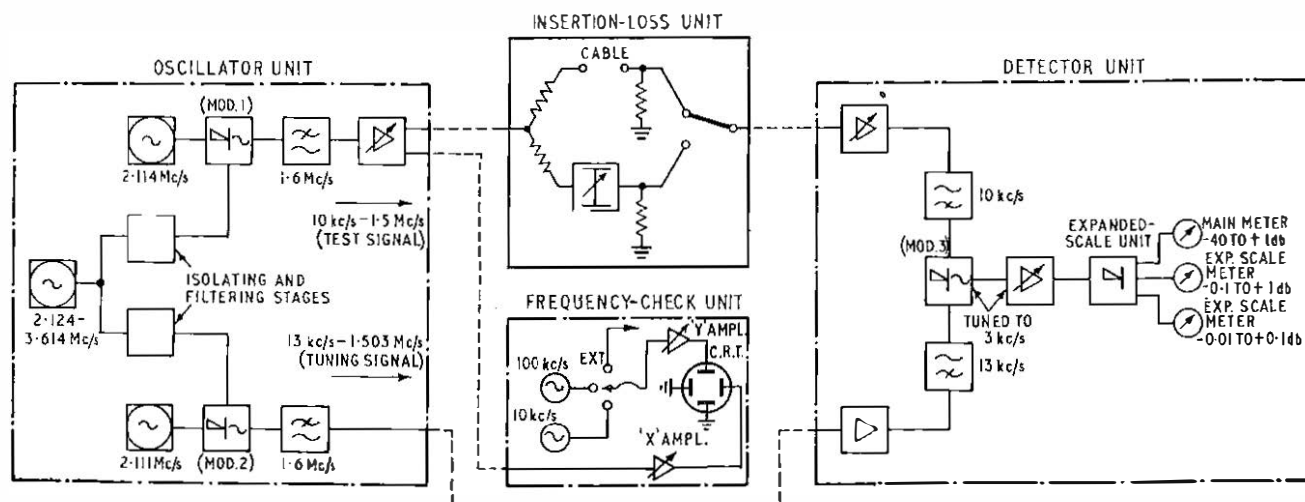 INSERTION-LOSS UNIT
CABLE
OSCILLATOR UNIT
(MOD.1)
2·114 Mc/s
1·6 Mc/s
10 kc/s-1·5 Mc/s
(TEST SIGNAL)
ISOLATING AND
FILTERING STAGES
2·124-
3·614 Mc/s
13 kc/s-1·503 Mc/s
(TUNING SIGNAL)
2·111 Mc/s
(MOD.2)
1·6 Mc/s
FREQUENCY-CHECK UNIT
'Y' AMPL.
EXT.
C.R.T.
100 kc/s
10 kc/s
'X' AMPL.
DETECTOR UNIT
10 kc/s
(MOD.3)
TUNED TO
3 kc/s
13 kc/s
EXPANDED-
SCALE UNIT
MAIN METER
-40 TO + 1db
EXP. SCALE
METER
-0·1 TO + 1db
EXP. SCALE
METER
-0·01 TO +0·1db